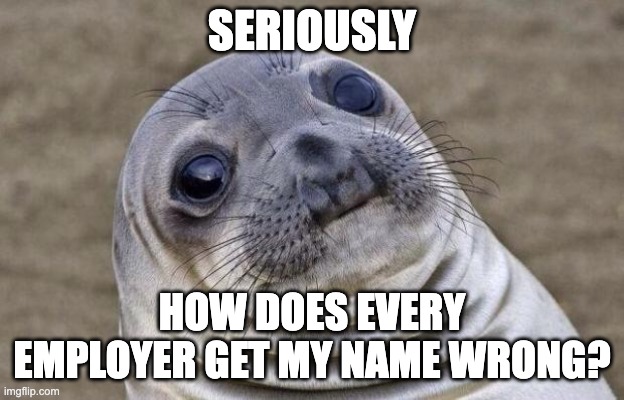 SERIOUSLY
HOW DOES EVERY
EMPLOYER GET MY NAME WRONG?
imgflip.com